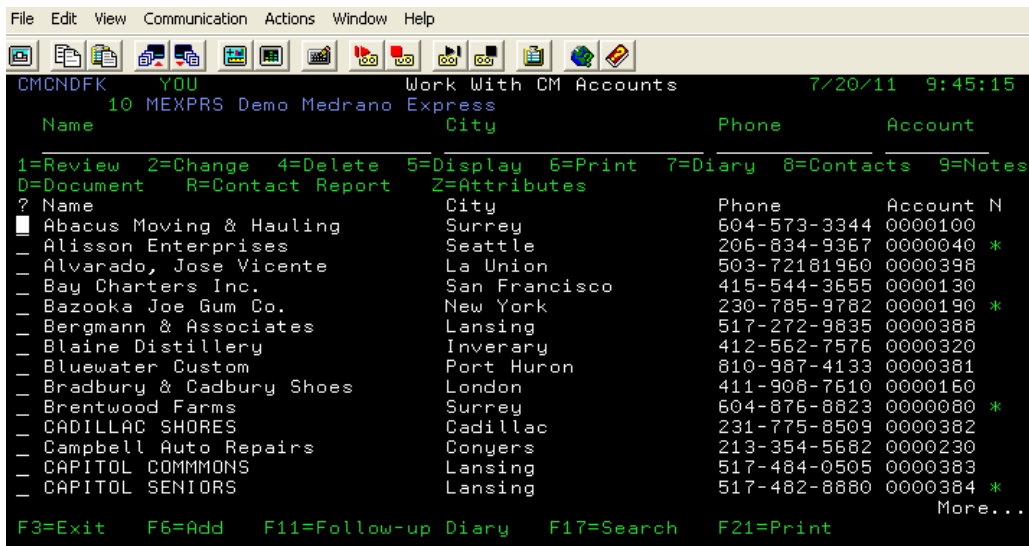 File Edit View Communication Actions Window Help
CMCNDFK YOU Work With CM Accounts 7/20/11 9:45:15
10 MEXPRS Demo Medrano Express
Name City Phone Account
1=Review 2=Change 4=Delete 5=Display 6=Print 7=Diary 8=Contacts 9=Notes
D=Document R=Contact Report Z=Attributes
? Name City Phone Account N
_ Abacus Moving & Hauling Surrey 604-573-3344 0000100
_ Alisson Enterprises Seattle 206-834-9367 0000040 *
_ Alvarado, Jose Vicente La Union 503-72181960 0000398
_ Bay Charters Inc. San Francisco 415-544-3655 0000130
_ Bazooka Joe Gum Co. New York 230-785-9782 0000190 *
_ Bergmann & Associates Lansing 517-272-9835 0000388
_ Blaine Distillery Inverary 412-562-7576 0000320
_ Bluewater Custom Port Huron 810-987-4133 0000381
_ Bradbury & Cadbury Shoes London 411-908-7610 0000160
_ Brentwood Farms Surrey 604-876-8823 0000080 *
_ CADILLAC SHORES Cadillac 231-775-8509 0000382
_ Campbell Auto Repairs Conyers 213-354-5682 0000230
_ CAPITOL COMMMONS Lansing 517-484-0505 0000383
_ CAPITOL SENIORS Lansing 517-482-8880 0000384 *
More...
F3=Exit F6=Add F11=Follow-up Diary F17=Search F21=Print